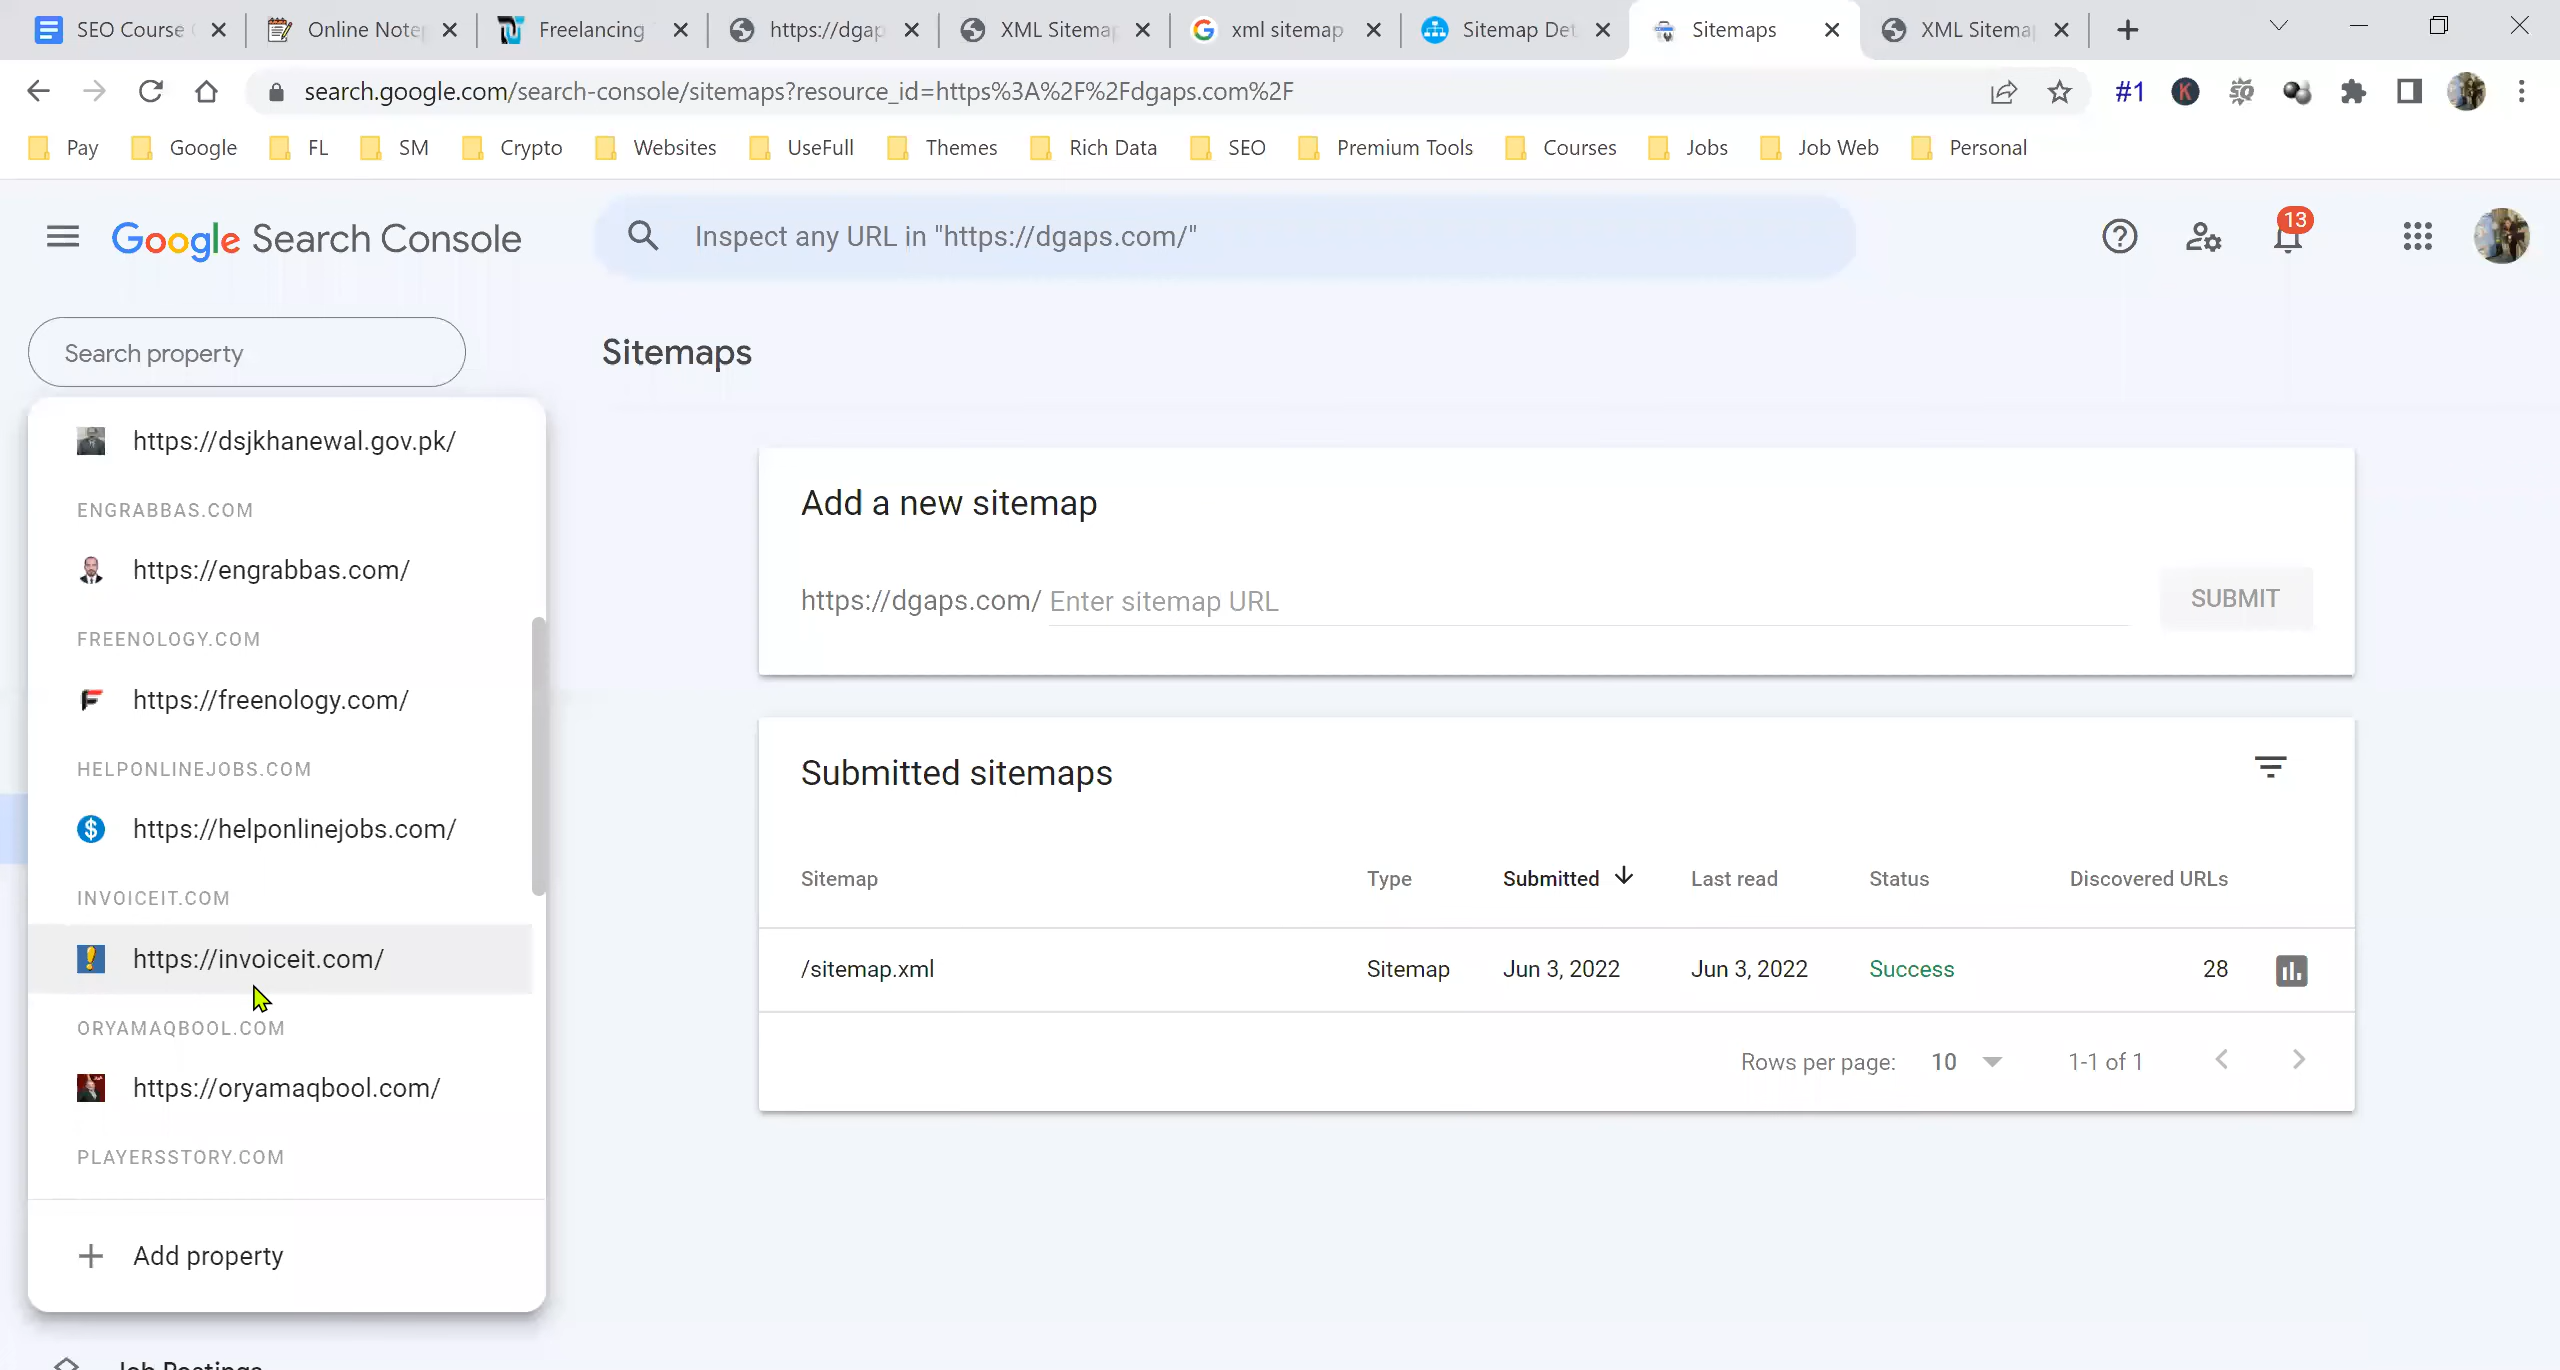 SEO Course
Online Note
Freelancing
https://dgap
XML Sitema
xml sitemap
Sitemap Det
Sitemaps
XML Sitema
search.google.com/search-console/sitemaps?resource_id=https%3A%2F%2Fdgaps.com%2F
#1
K
SQ
Pay
Google
FL
SM
Crypto
Websites
UseFull
Themes
Rich Data
SEO
Premium Tools
Courses
Jobs
Job Web
Personal
Google Search Console
Inspect any URL in "https://dgaps.com/"
13
Search property
https://dsjkhanewal.gov.pk/
ENGRABBAS.COM
https://engrabbas.com/
FREENOLOGY.COM
https://freenology.com/
HELPONLINEJOBS.COM
https://helponlinejobs.com/
INVOICEIT.COM
https://invoiceit.com/
ORYAMAQBOOL.COM
https://oryamaqbool.com/
PLAYERSSTORY.COM
Add property
Job Postings
Sitemaps
Add a new sitemap
https://dgaps.com/ Enter sitemap URL
SUBMIT
Submitted sitemaps
Sitemap Type Submitted Last read Status Discovered URLs
/sitemap.xml Sitemap Jun 3, 2022 Jun 3, 2022 Success 28
Rows per page: 10 1-1 of 1